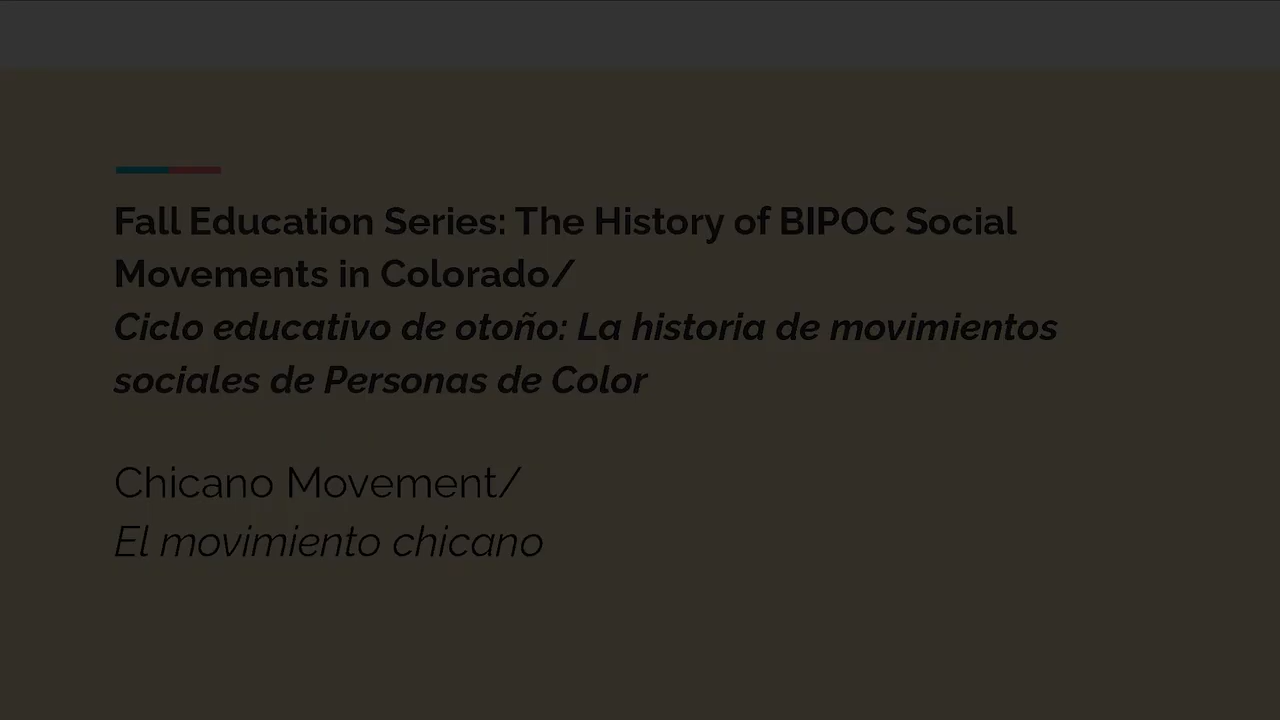 Fall Education Series: The History of BIPOC Social
Movements in Colorado/
Ciclo educativo de otoño: La historia de movimientos
sociales de Personas de Color
Chicano Movement/
El movimiento chicano